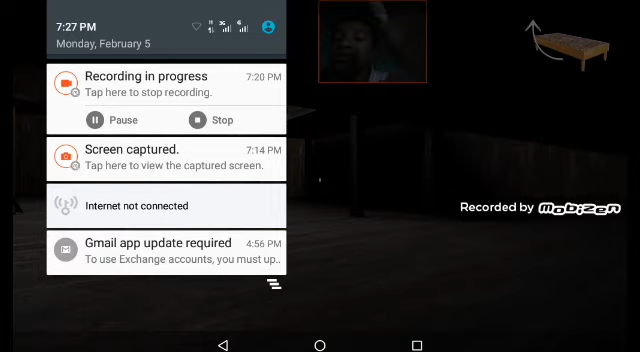 7:27 PM
H 3G G
Monday, February 5
Recording in progress 7:20 PM
Tap here to stop recording.
Pause Stop
Screen captured. 7:14 PM
Tap here to view the captured screen.
Internet not connected
Recorded by Mobizen
Gmail app update required 4:56 PM
To use Exchange accounts, you must up..